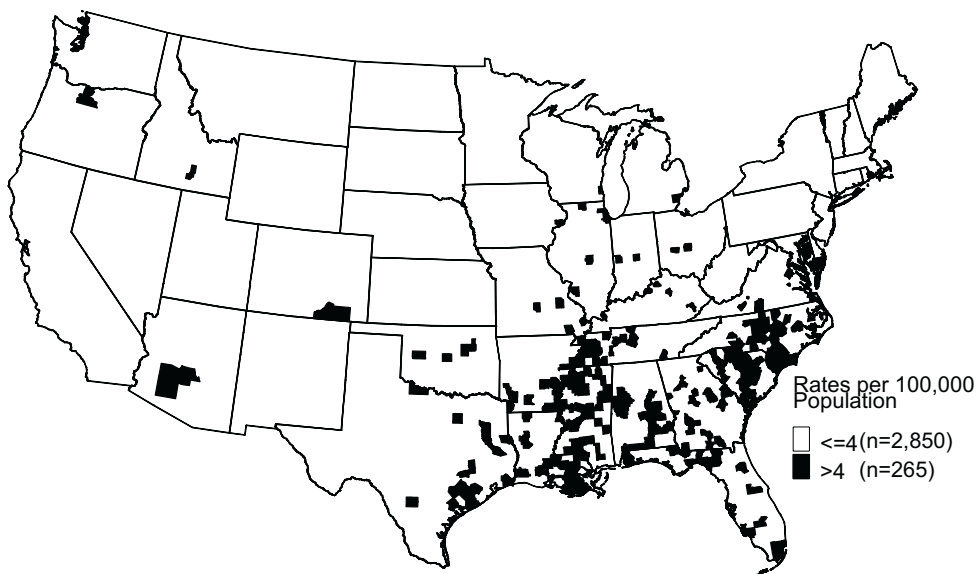 Rates per 100,000
Population
<=4 (n=2,850)
>4 (n=265)